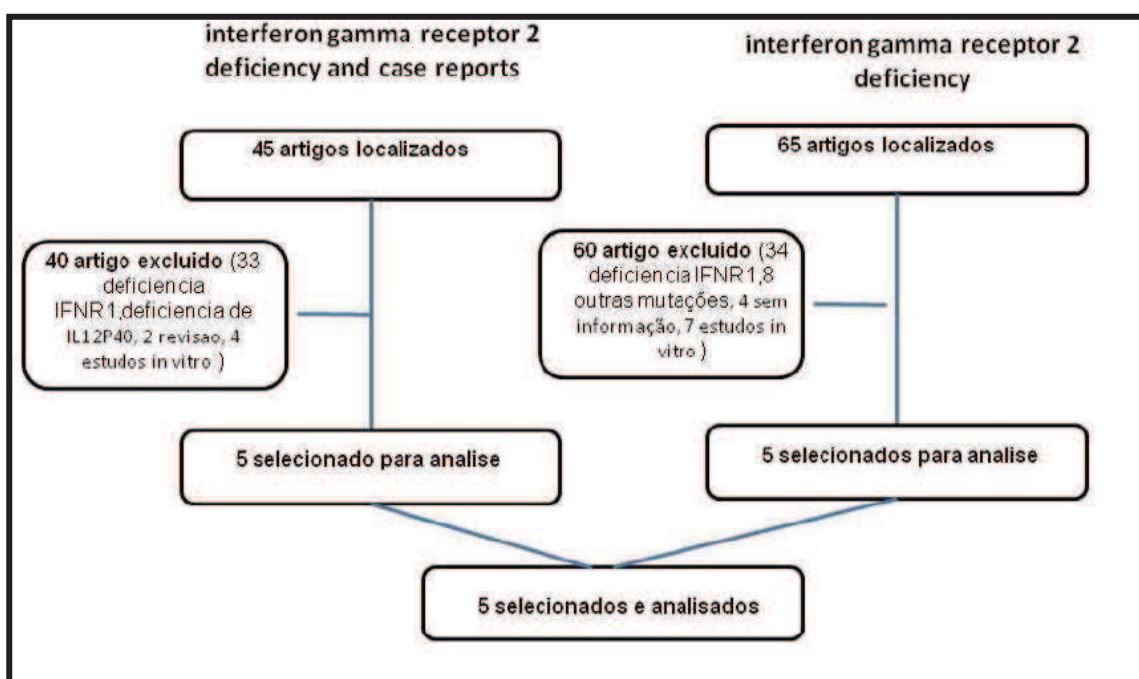 interferon gamma receptor 2
deficiency and case reports
45 artigos localizados
40 artigo excluido (33
deficiencia
IFNR1,deficiencia de
IL12P40, 2 revisao, 4
estudos in vitro )
5 selecionado para analise
interferon gamma receptor 2
deficiency
65 artigos localizados
60 artigo excluido (34
deficiencia IFNR1,8
outras mutações, 4 sem
informação, 7 estudos in
vitro )
5 selecionados para analise
5 selecionados e analisados